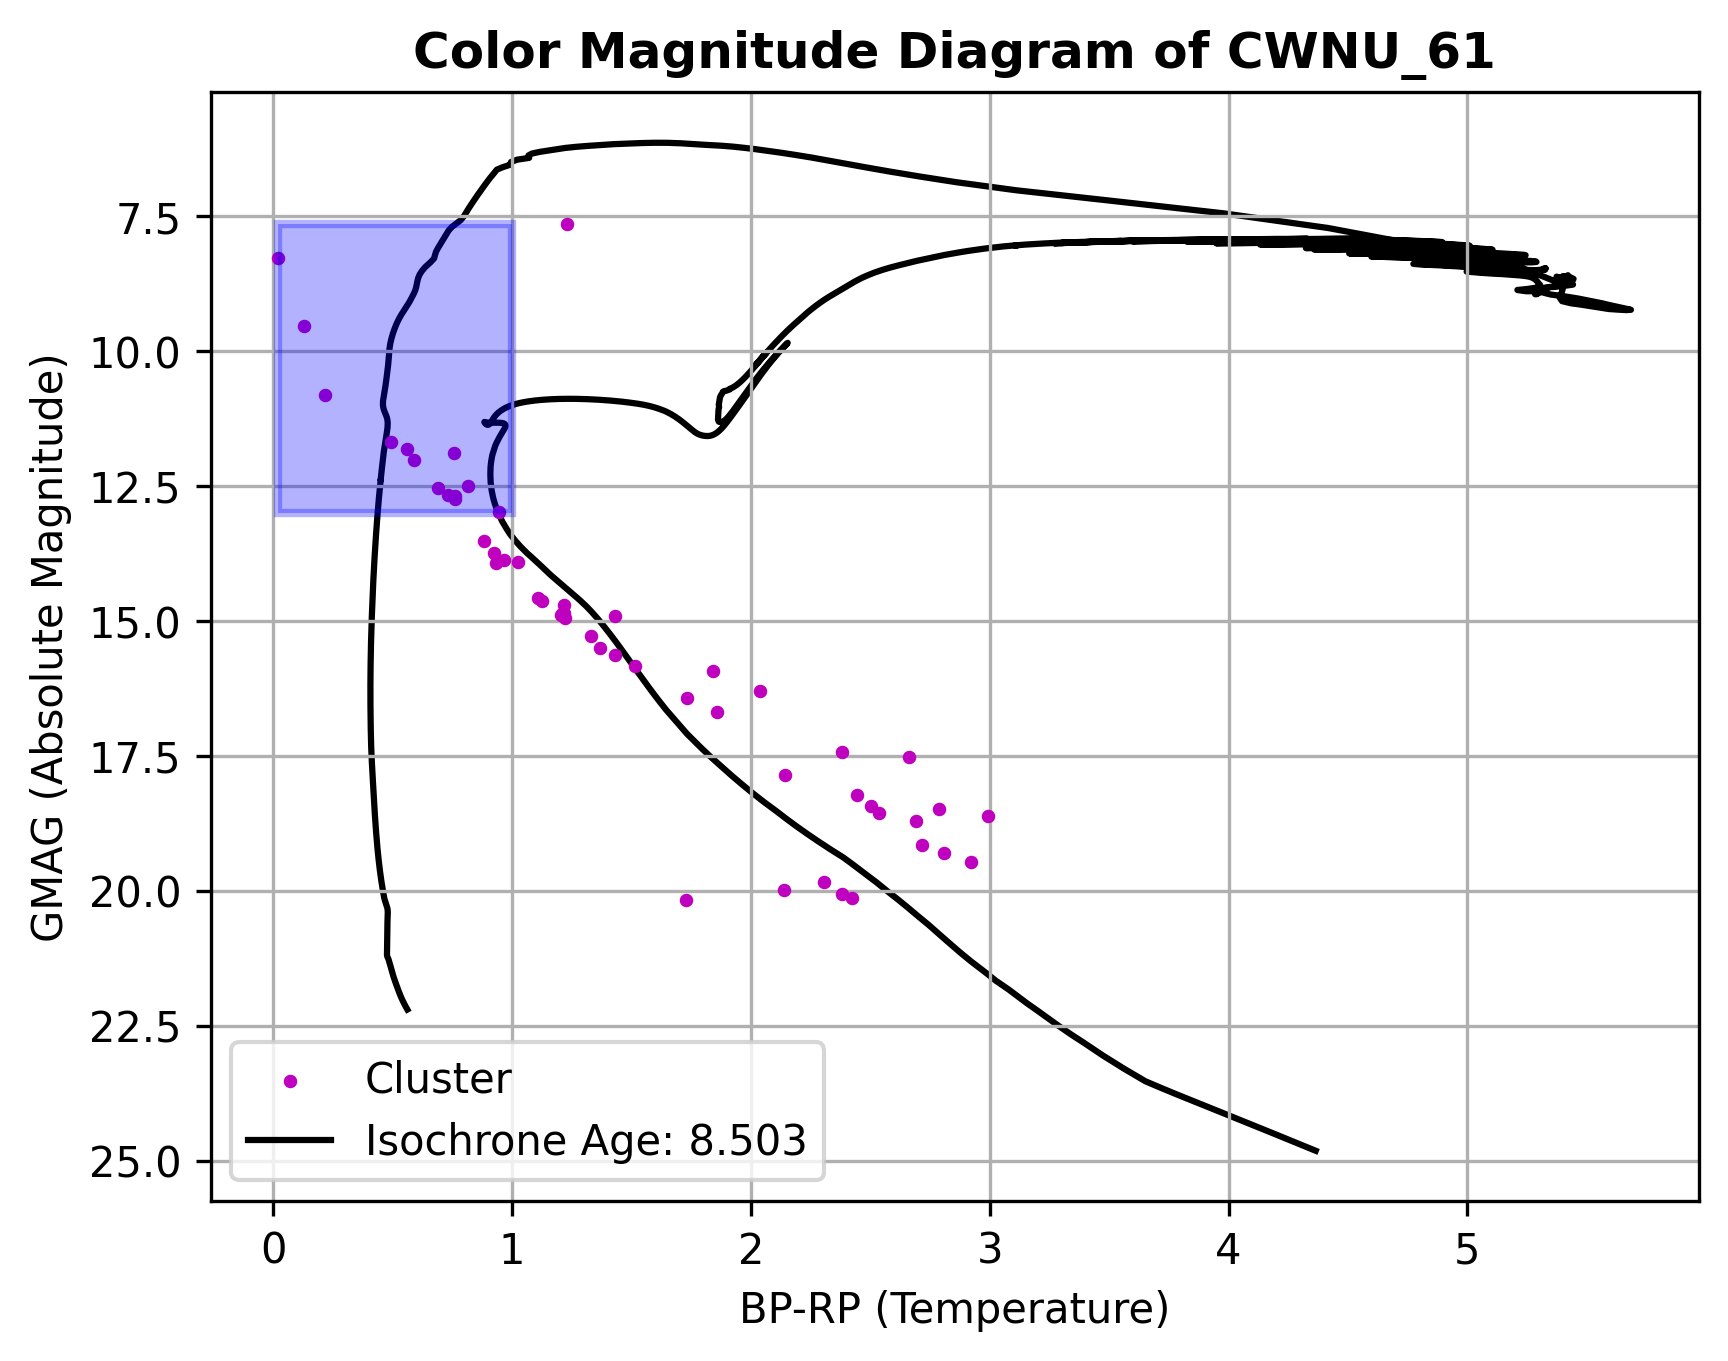 Color Magnitude Diagram of CWNU_61
GMAG (Absolute Magnitude)
7.5
10.0
12.5
15.0
17.5
20.0
22.5
25.0
Cluster
Isochrone Age: 8.503
0 1 2 3 4 5
BP-RP (Temperature)